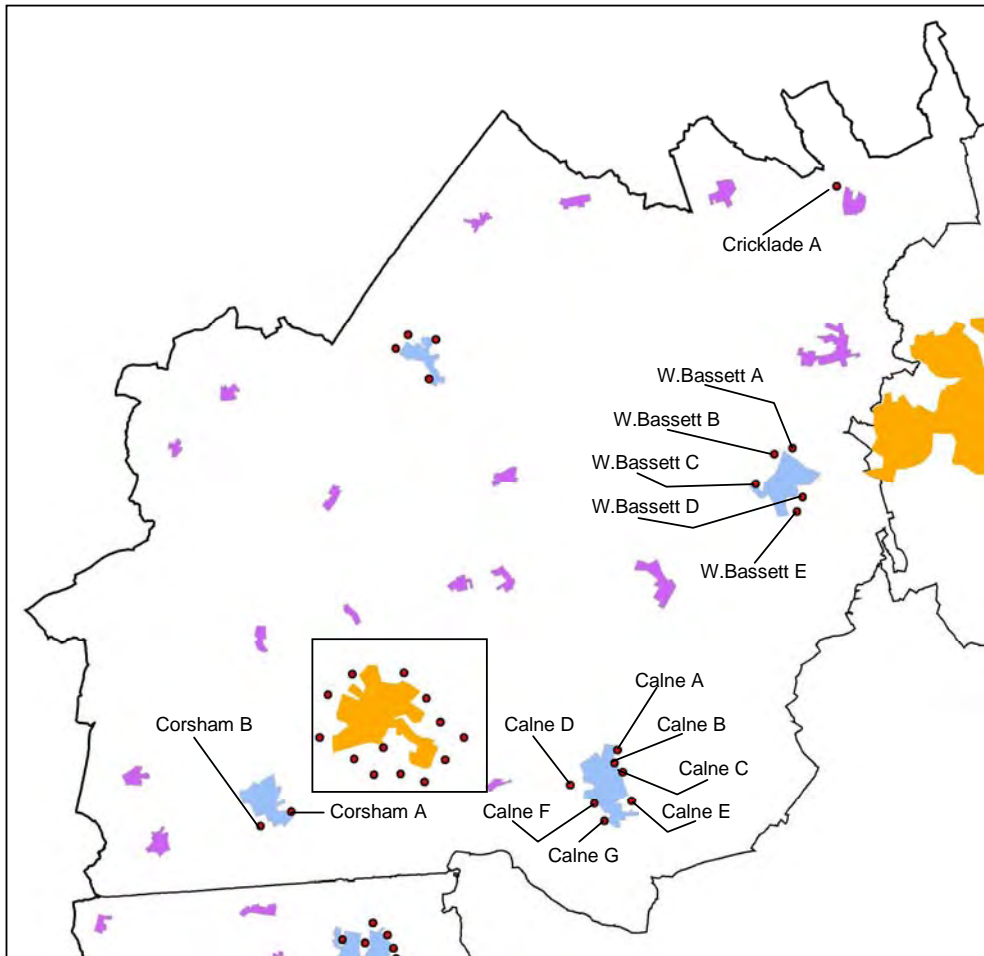 Cricklade A
W.Bassett A
W.Bassett B
W.Bassett C
W.Bassett D
W.Bassett E
Calne A
Calne B
Calne D
Corsham B
Calne C
Corsham A
Calne F
Calne E
Calne G